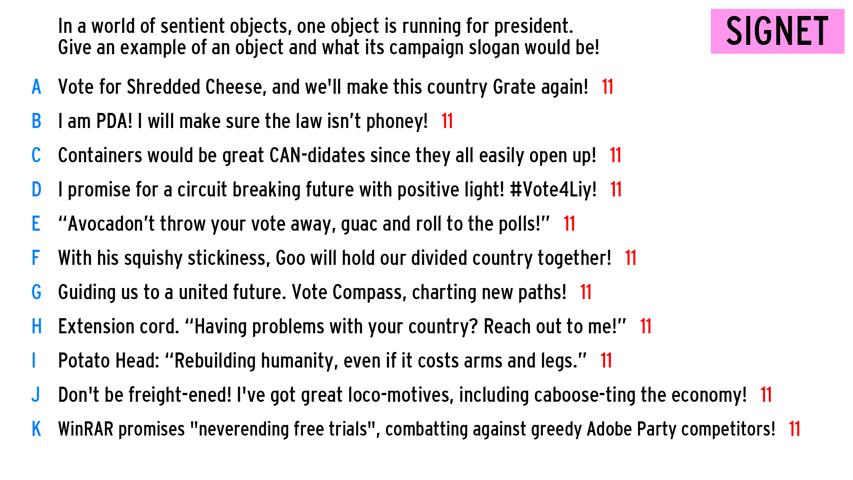 In a world of sentient objects, one object is running for president.
Give an example of an object and what its campaign slogan would be!
SIGNET
A Vote for Shredded Cheese, and we'll make this country Grate again! 11
B I am PDA! I will make sure the law isn’t phoney! 11
C Containers would be great CAN-didates since they all easily open up! 11
D I promise for a circuit breaking future with positive light! #Vote4Liy! 11
E “Avocadon’t throw your vote away, guac and roll to the polls!” 11
F With his squishy stickiness, Goo will hold our divided country together! 11
G Guiding us to a united future. Vote Compass, charting new paths! 11
H Extension cord. “Having problems with your country? Reach out to me!” 11
I Potato Head: “Rebuilding humanity, even if it costs arms and legs.” 11
J Don't be freight-ened! I've got great loco-motives, including caboose-ting the economy! 11
K WinRAR promises "neverending free trials", combatting against greedy Adobe Party competitors! 11